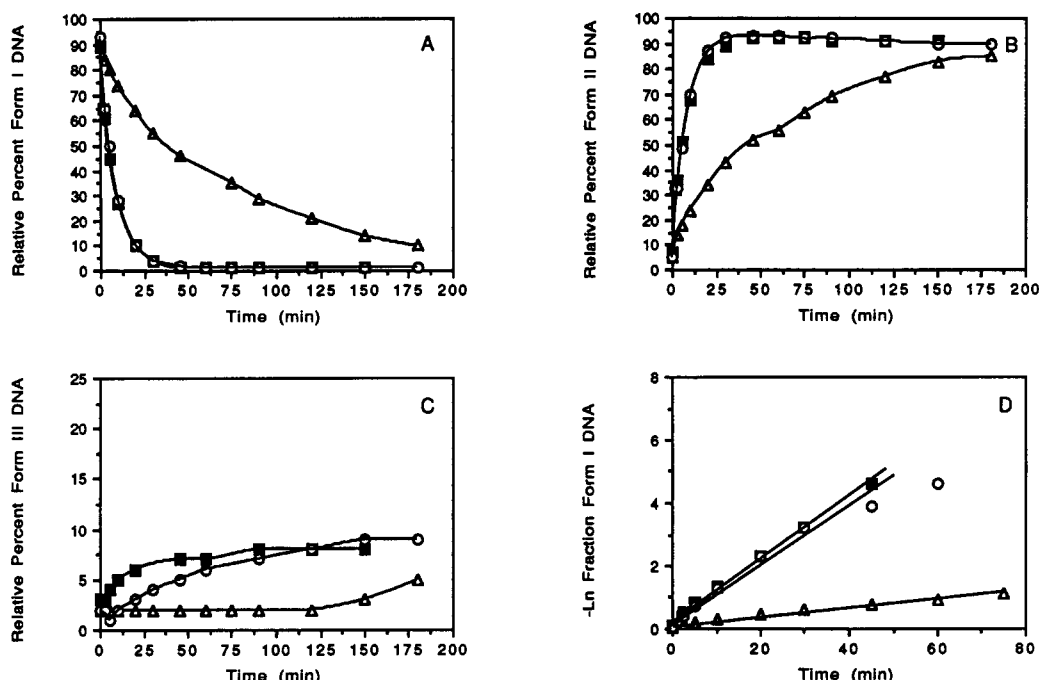 Relative Percent Form I DNA
100
90
80
70
60
50
40
30
20
10
0
A
0 25 50 75 100 125 150 175 200
Time (min)
Relative Percent Form II DNA
100
90
80
70
60
50
40
30
20
10
0
B
0 25 50 75 100 125 150 175 200
Time (min)
Relative Percent Form III DNA
25
20
15
10
5
0
C
0 25 50 75 100 125 150 175 200
Time (min)
-Ln Fraction Form I DNA
8
6
4
2
0
D
0 20 40 60 80
Time (min)